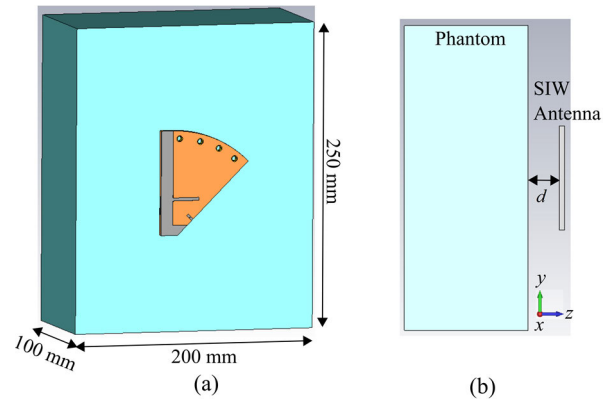 250 mm
100 mm
200 mm
(a)
Phantom
SIW
Antenna
d
y
x
z
(b)